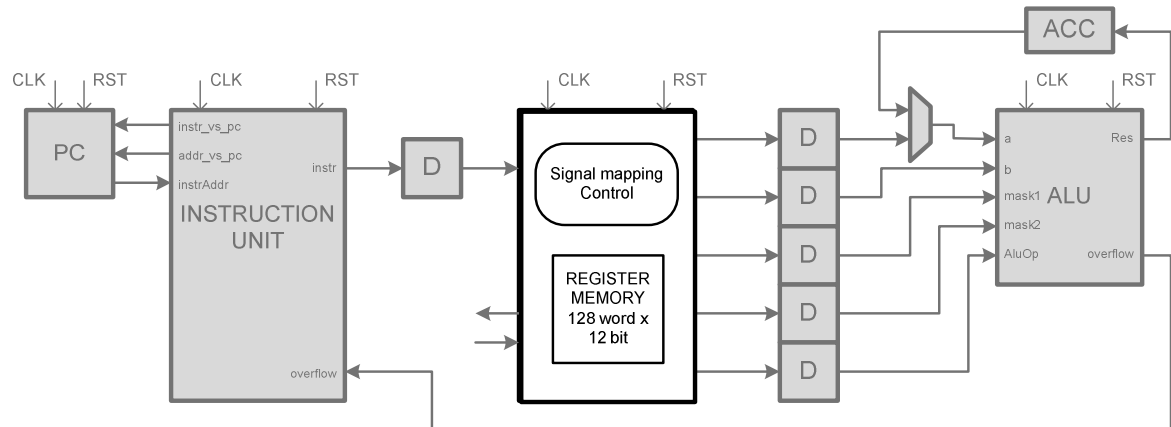 ACC
CLK
RST
CLK
RST
CLK
RST
CLK
RST
PC
instr_vs_pc
addr_vs_pc
instrAddr
instr
INSTRUCTION
UNIT
overflow
D
Signal mapping
Control
REGISTER
MEMORY
128 word x
12 bit
D
D
D
D
D
a
b
mask1
mask2
AluOp
Res
ALU
overflow